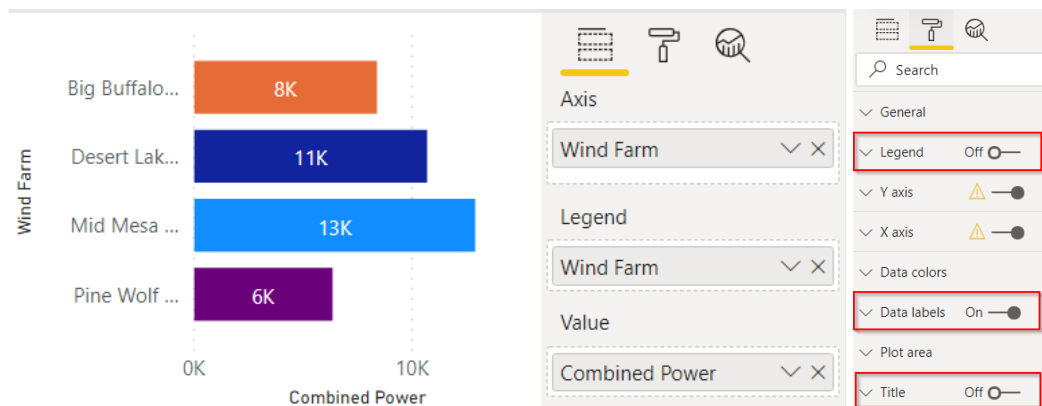 Wind Farm
Big Buffalo...
8K
Desert Lak...
11K
Mid Mesa ...
13K
Pine Wolf ...
6K
0K
10K
Combined Power
Axis
Wind Farm
Legend
Wind Farm
Value
Combined Power
Search
General
Legend Off
Y axis
X axis
Data colors
Data labels On
Plot area
Title Off